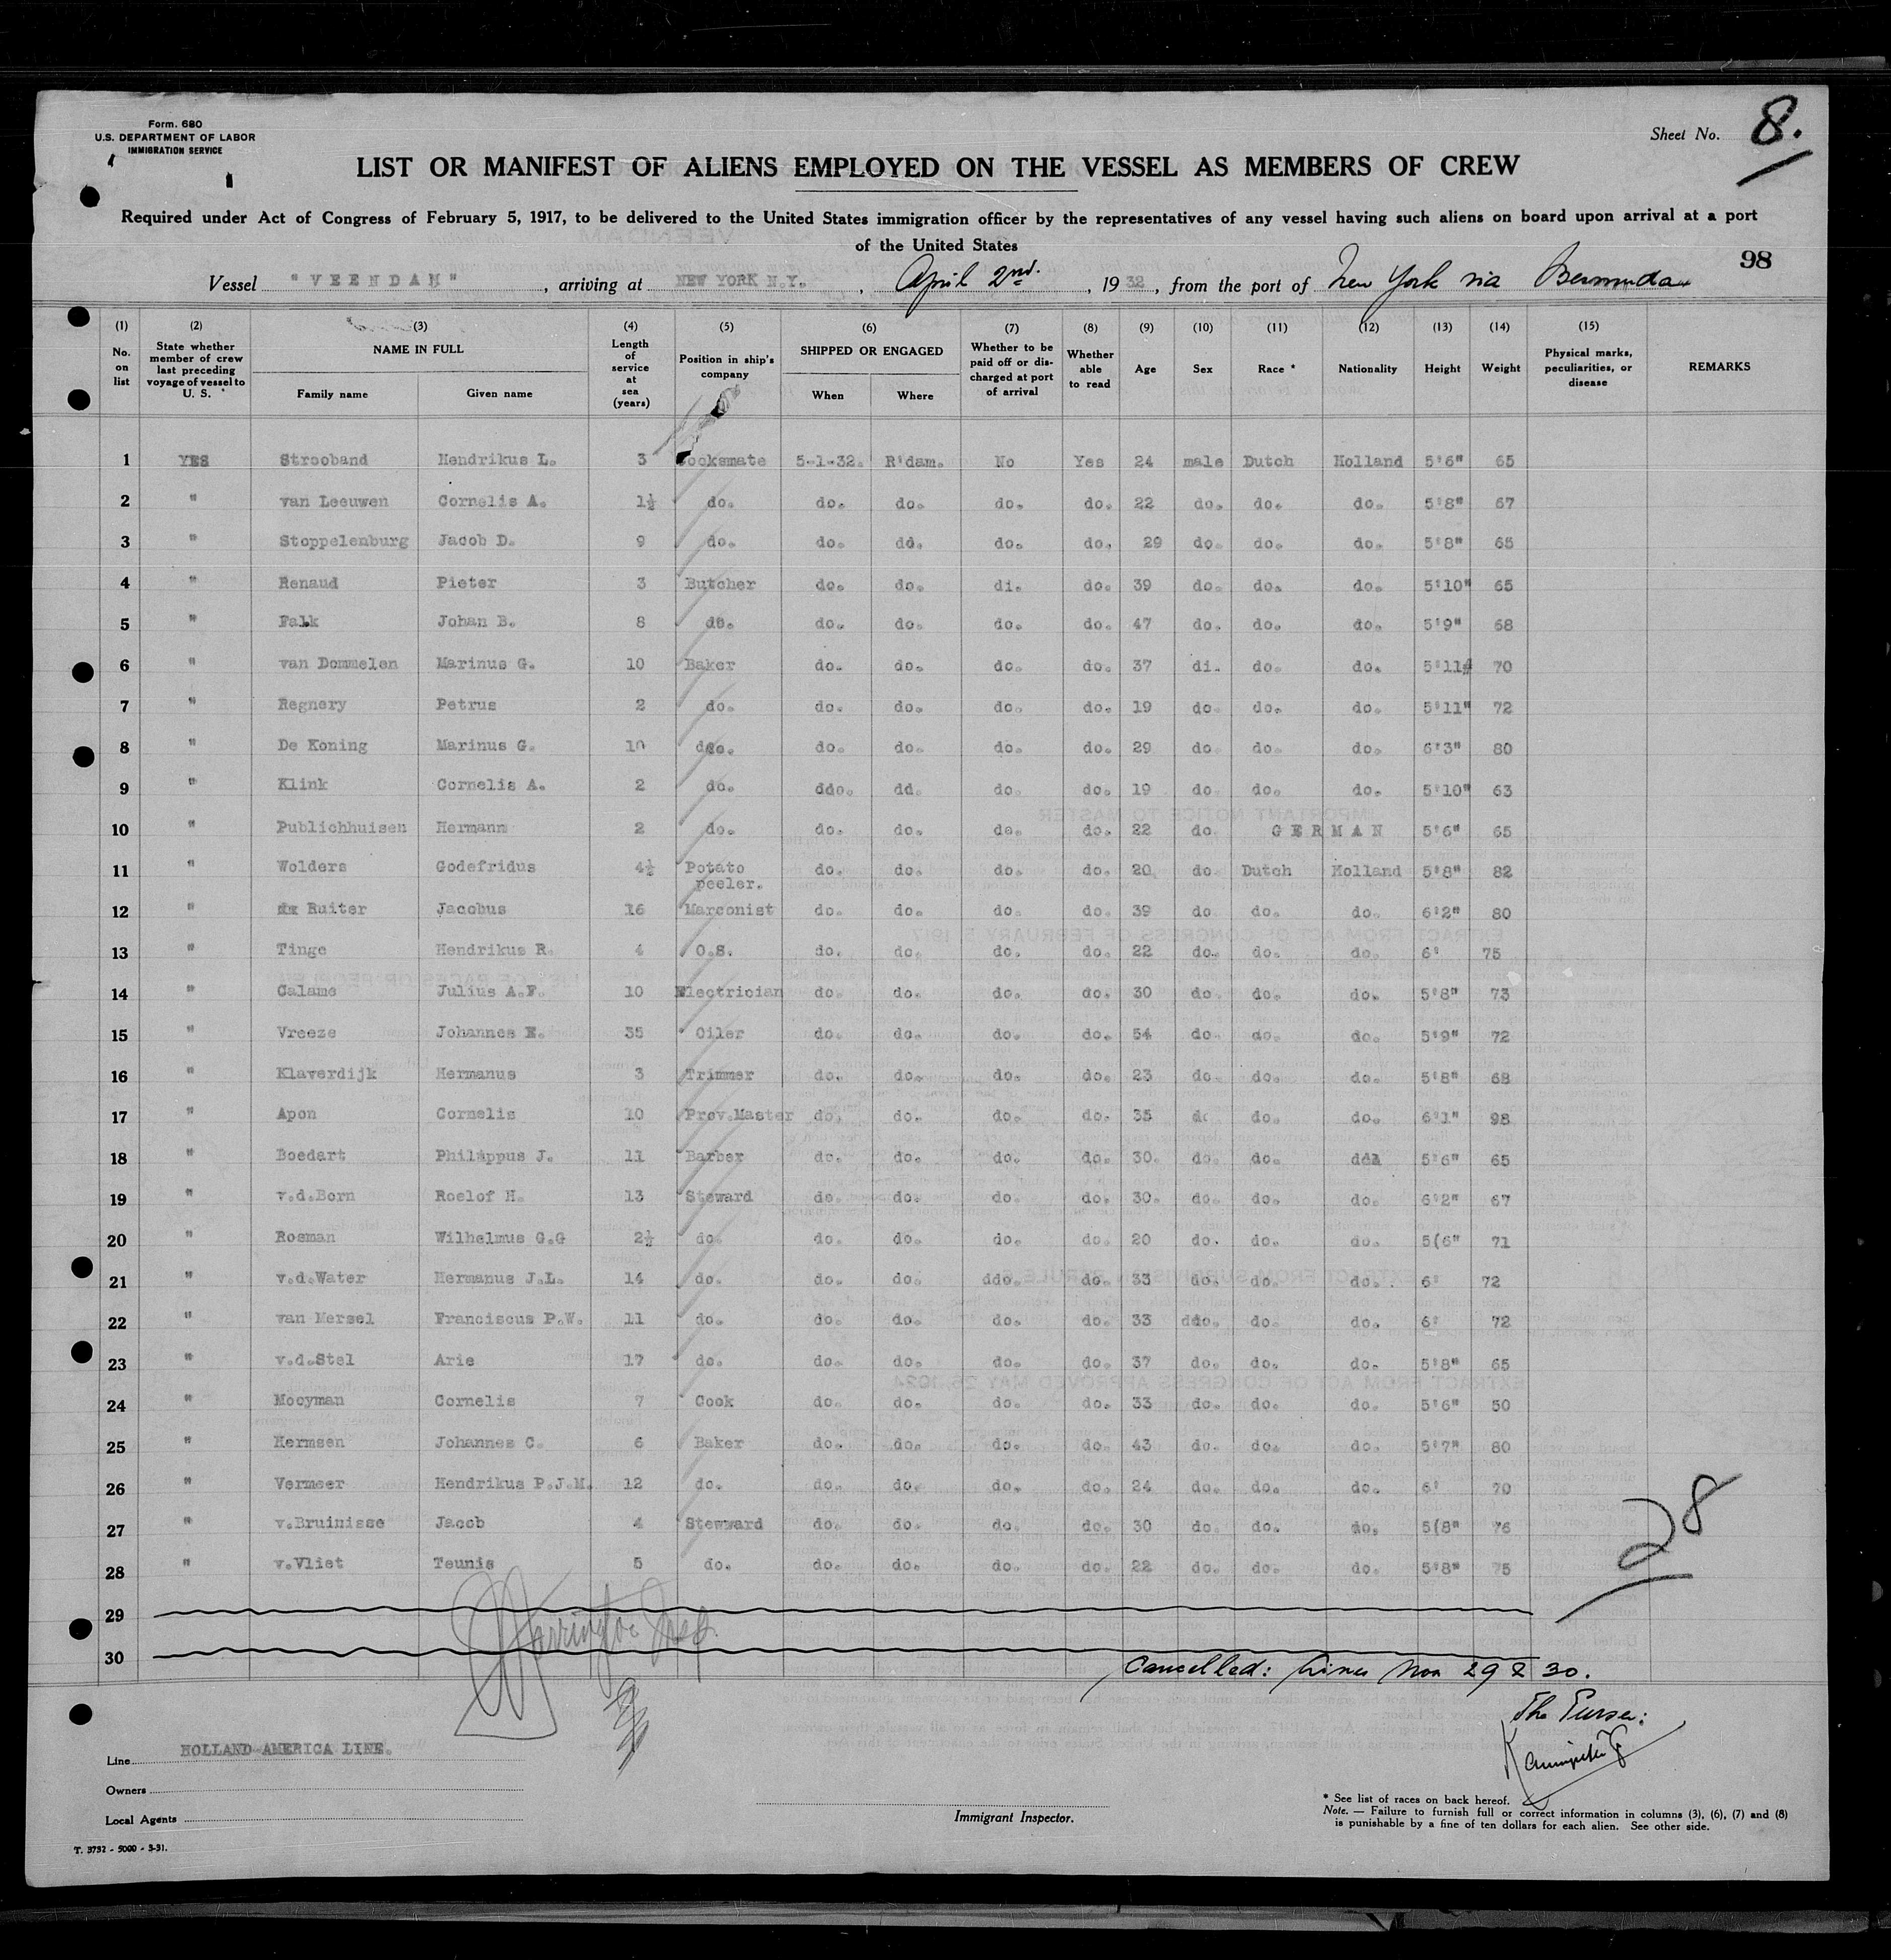 Form. 680
U.S. DEPARTMENT OF LABOR
IMMIGRATION SERVICE
Sheet No. 8.
LIST OR MANIFEST OF ALIENS EMPLOYED ON THE VESSEL AS MEMBERS OF CREW
Required under Act of Congress of February 5, 1917, to be delivered to the United States immigration officer by the representatives of any vessel having such aliens on board upon arrival at a port
of the United States
98
Vessel "VEENDAM", arriving at NEW YORK N.Y., April 2nd. , 1932, from the port of New York via Bermuda
(1) (2) (3) (4) (5) (6) (7) (8) (9) (10) (11) (12) (13) (14) (15)
No. on list State whether member of crew last preceding voyage of vessel to U. S. NAME IN FULL Family name Given name Length of service at sea (years) Position in ship's company SHIPPED OR ENGAGED When Where Whether to be paid off or discharged at port of arrival Whether able to read Age Sex Race * Nationality Height Weight Physical marks, peculiarities, or disease REMARKS
1 YES Strooband Hendrikus L. 3 Cooksmate 5-1-32. R'dam. No Yes 24 male Dutch Holland 5'6" 65
2 " van Leeuwen Cornelis A. 1½ do. do. do. do. do. 22 do. do. do. 5'8" 67
3 " Stoppelenburg Jacob D. 9 do. do. dd. do. do. 29 do. do. do. 5'8" 65
4 " Renaud Pieter 3 Butcher do. do. di. do. 39 do. do. do. 5'10" 65
5 " Falk Johan B. 8 do. do. do. do. do. 47 do. do. do. 5'9" 68
6 " van Dommelen Marinus G. 10 Baker do. do. do. do. 37 di. do. do. 5'11" 70
7 " Regnery Petrus 2 do. do. do. do. do. 19 do. do. do. 5'11" 72
8 " De Koning Marinus G. 10 do. do. do. do. do. 29 do. do. do. 6'3" 80
9 " Klink Cornelis A. 2 do. ddo. dd. do. do. 19 do. do. do. 5'10" 63
10 " Publichhuisen Hermann 2 do. do. do. do. do. 22 do. GERMAN 5'6" 65
11 " Wolders Godefridus 4½ Potato peeler. do. do. do. do. 20 do. Dutch Holland 5'8" 82
12 " Ruiter Jacobus 16 Marconist do. do. do. do. 39 do. do. do. 6'2" 80
13 " Tinge Hendrikus R. 4 O.S. do. do. do. do. 22 do. do. do. 6' 75
14 " Calame Julius A.F. 10 Electrician do. do. do. do. 30 do. do. do. 5'8" 73
15 " Vreeze Johannes E. 35 Oiler do. do. do. do. 54 do. do. do. 5'9" 72
16 " Klaverdijk Hermanus 3 Trimmer do. do. do. do. 23 do. do. do. 5'8" 68
17 " Apon Cornelis 10 Prov.Master do. do. do. do. 35 do. do. do. 6'1" 98
18 " Boedart Philappus J. 11 Barber do. do. do. do. 30. do. do. 5'6" 65
19 " v.d.Born Roelof H. 13 Steward do. do. do. do. 30. do. do. do. 6'2" 67
20 " Rosman Wilhelmus G.G 2½ do. do. do. do. do. 20 do. do. do. 5(6" 71
21 " v.d.Water Hermanus J.L. 14 do. do. do. ddo. do. 33 do. do. do. 6' 72
22 " van Mersel Franciscus P.W. 11 do. do. do. do. do. 33 ddo. do. do. 6' 72
23 " v.d.Stel Arie 17 do. do. do. do. do. 37 do. do. do. 5'8" 65
24 " Mooyman Cornelis 7 Cook do. do. do. do. 33 do. do. do. 5'6" 50
25 " Hermsen Johannes C. 6 Baker do. do. do. do. 43 do. do. do. 5'7" 80
26 " Vermeer Hendrikus P.J.M. 12 do. do. do. do. do. 24 do. do. do. 6' 70
27 " v.Bruinisse Jacob 4 Stewward do. do. do. do. 30 do. do. do. 5(8" 76
28 " v.Vliet Teunis 5 do. do. do. do. do. 22 do. do. do. 5'8" 75
28
29
30
Cancelled: Lines 29 & 30.
The Purser:
Line HOLLAND-AMERICA LINE.
Owners
Local Agents
Immigrant Inspector.
* See list of races on back hereof.
Note. — Failure to furnish full or correct information in columns (3), (6), (7) and (8)
is punishable by a fine of ten dollars for each alien. See other side.
T. 3732 - 5000 - 3-31.